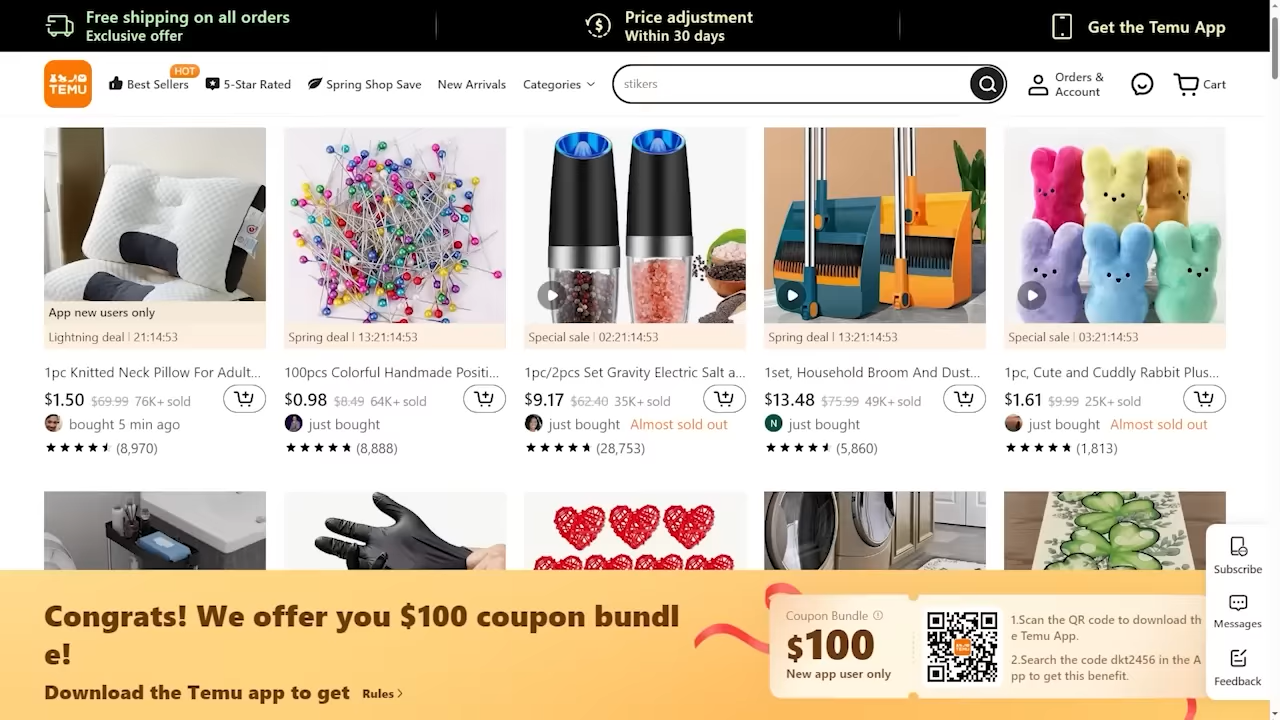 Free shipping on all orders
Exclusive offer
Price adjustment
Within 30 days
Get the Temu App
TEMU
Best Sellers
HOT
5-Star Rated
Spring Shop Save
New Arrivals
Categories
stikers
Orders &
Account
Cart
App new users only
Lightning deal | 21:14:53
Spring deal | 13:21:14:53
Special sale | 02:21:14:53
Spring deal | 13:21:14:53
Special sale | 03:21:14:53
1pc Knitted Neck Pillow For Adult...
100pcs Colorful Handmade Positi...
1pc/2pcs Set Gravity Electric Salt a...
1set, Household Broom And Dust...
1pc, Cute and Cuddly Rabbit Plus...
$1.50 $69.99 76K+ sold
$0.98 $8.49 64K+ sold
$9.17 $62.40 35K+ sold
$13.48 $75.99 49K+ sold
$1.61 $9.99 25K+ sold
bought 5 min ago
just bought
just bought Almost sold out
N just bought
just bought Almost sold out
(8,970)
(8,888)
(28,753)
(5,860)
(1,813)
Congrats! We offer you $100 coupon bundl
e!
Download the Temu app to get Rules
Coupon Bundle
$100
New app user only
TEMU
1.Scan the QR code to download th
e Temu App.
2.Search the code dkt2456 in the A
pp to get this benefit.
Subscribe
Messages
Feedback